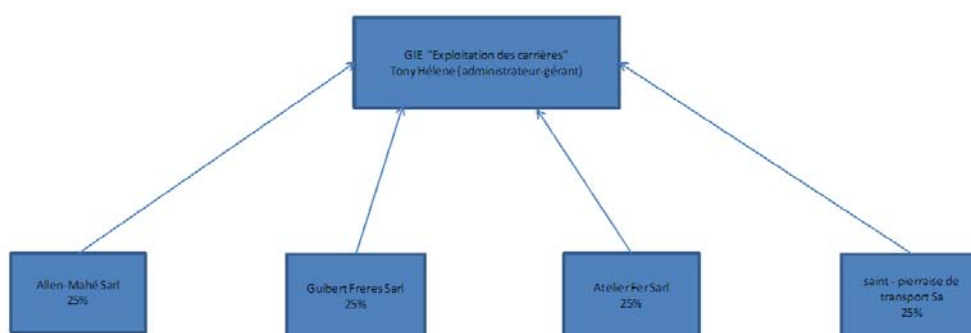 GIE "Exploitation des carrières"
Tony Hélene (administrateur-gérant)
Allen-Mahé Sarl
25%
Guibert Freres Sarl
25%
Atelier Fer Sarl
25%
saint - pierraise de
transport Sa
25%